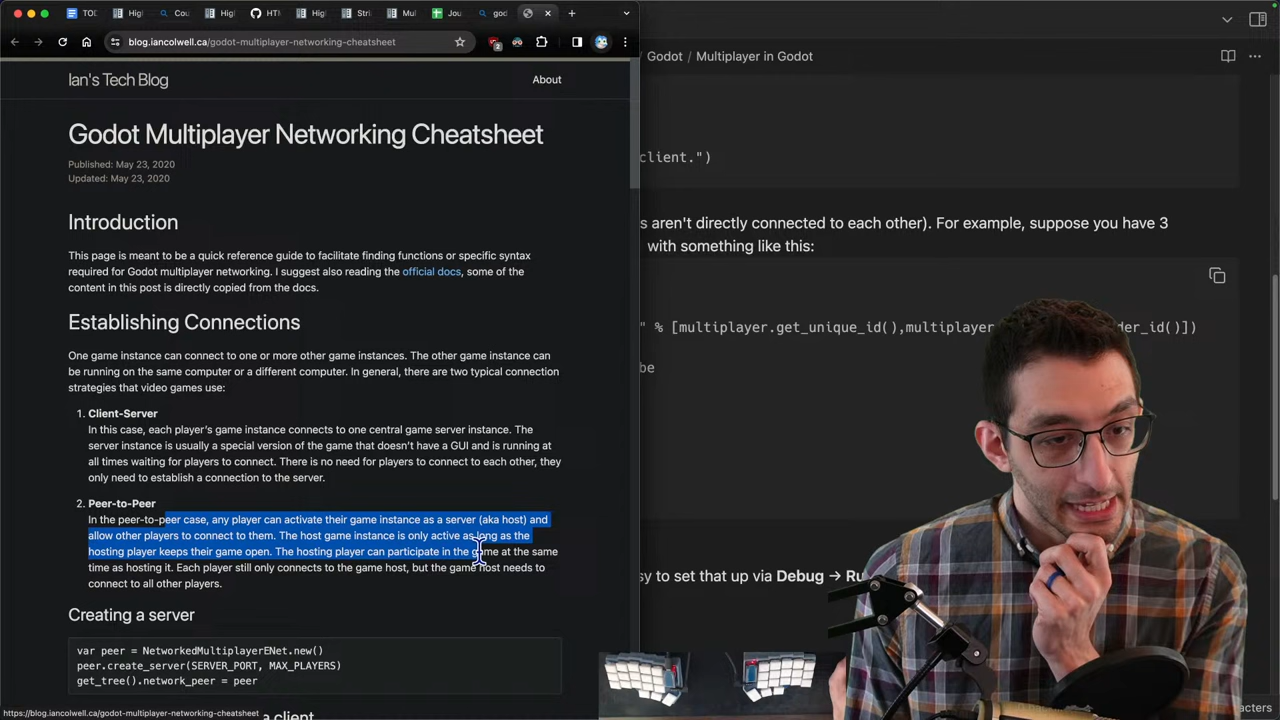 TOD
High
Cou
High
HTM
High
Stri
Mul
Jou
god
blog.iancolwell.ca/godot-multiplayer-networking-cheatsheet
2
Ian's Tech Blog
About
Godot Multiplayer Networking Cheatsheet
Published: May 23, 2020
Updated: May 23, 2020
Introduction
This page is meant to be a quick reference guide to facilitate finding functions or specific syntax
required for Godot multiplayer networking. I suggest also reading the official docs, some of the
content in this post is directly copied from the docs.
Establishing Connections
One game instance can connect to one or more other game instances. The other game instance can
be running on the same computer or a different computer. In general, there are two typical connection
strategies that video games use:
1. Client-Server
In this case, each player's game instance connects to one central game server instance. The
server instance is usually a special version of the game that doesn't have a GUI and is running at
all times waiting for players to connect. There is no need for players to connect to each other, they
only need to establish a connection to the server.
2. Peer-to-Peer
In the peer-to-peer case, any player can activate their game instance as a server (aka host) and
allow other players to connect to them. The host game instance is only active as long as the
hosting player keeps their game open. The hosting player can participate in the game at the same
time as hosting it. Each player still only connects to the game host, but the game host needs to
connect to all other players.
Creating a server
var peer = NetworkedMultiplayerENet.new()
peer.create_server(SERVER_PORT, MAX_PLAYERS)
get_tree().network_peer = peer
a client
https://blog.iancolwell.ca/godot-multiplayer-networking-cheatsheet
Godot / Multiplayer in Godot
client.")
s aren't directly connected to each other). For example, suppose you have 3
with something like this:
" % [multiplayer.get_unique_id(),multiplayer der_id()])
be
sy to set that up via Debug → Ru
acters